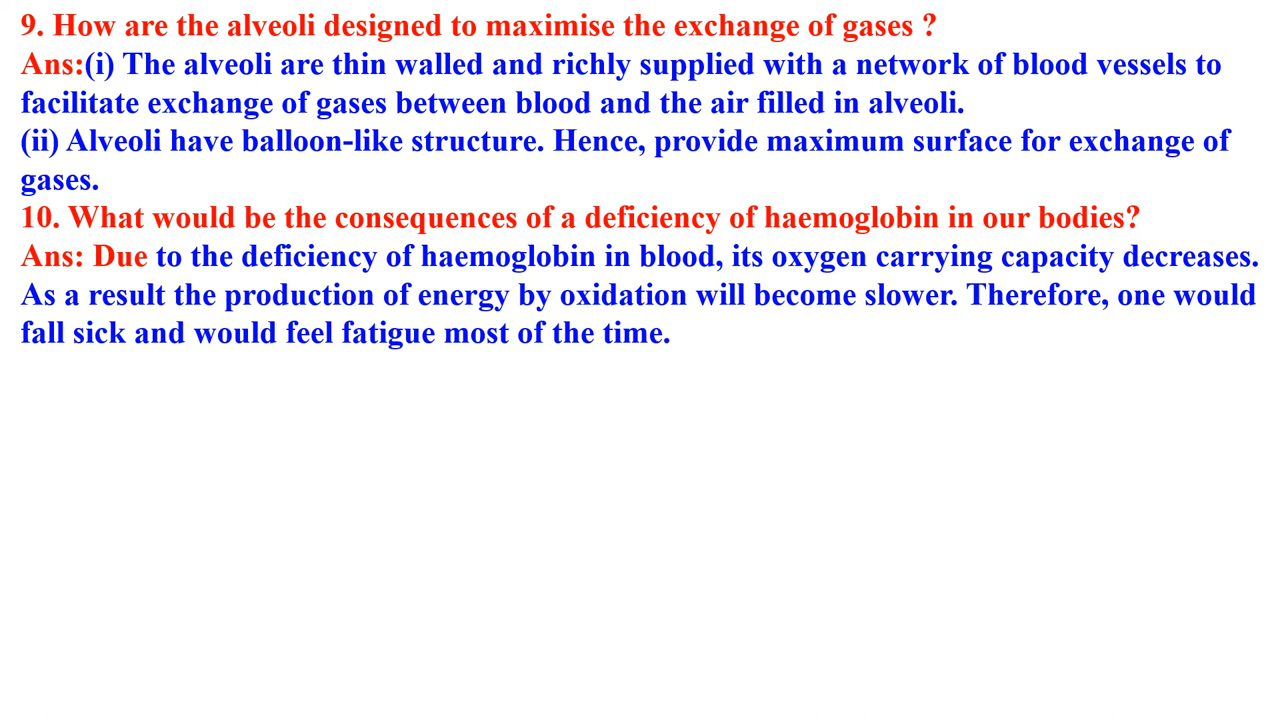 9. How are the alveoli designed to maximise the exchange of gases ?
Ans:(i) The alveoli are thin walled and richly supplied with a network of blood vessels to
facilitate exchange of gases between blood and the air filled in alveoli.
(ii) Alveoli have balloon-like structure. Hence, provide maximum surface for exchange of
gases.
10. What would be the consequences of a deficiency of haemoglobin in our bodies?
Ans: Due to the deficiency of haemoglobin in blood, its oxygen carrying capacity decreases.
As a result the production of energy by oxidation will become slower. Therefore, one would
fall sick and would feel fatigue most of the time.